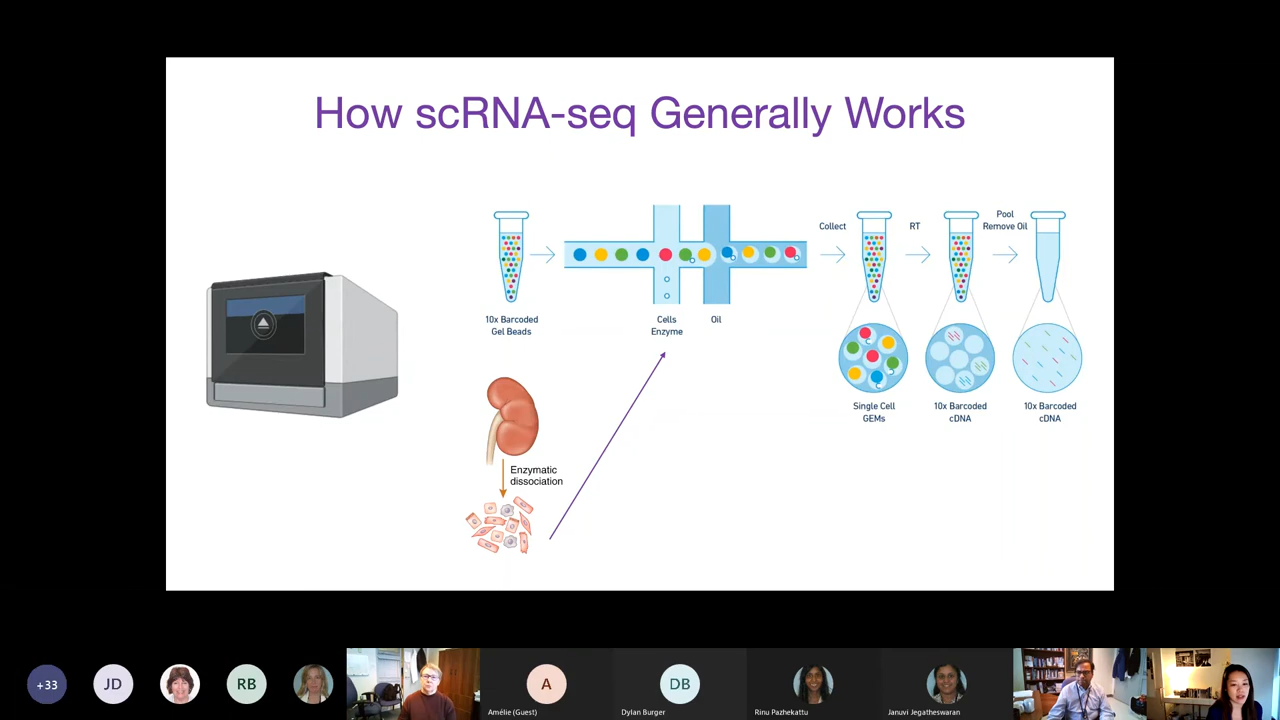 How scRNA-seq Generally Works
Collect
RT
Pool
Remove Oil
10x Barcoded
Gel Beads
Cells
Enzyme
Oil
Single Cell
GEMs
10x Barcoded
cDNA
10x Barcoded
cDNA
Enzymatic
dissociation
+33
JD
RB
A
Amélie (Guest)
DB
Dylan Burger
Rinu Pazhekattu
Januvi Jegatheswaran